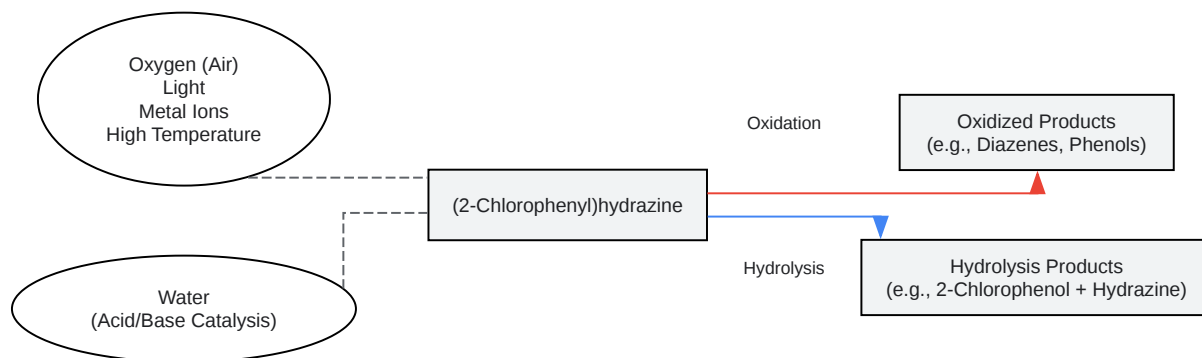 Oxygen (Air)
Light
Metal Ions
High Temperature
Oxidation
Oxidized Products
(e.g., Diazenes, Phenols)
(2-Chlorophenyl)hydrazine
Hydrolysis
Hydrolysis Products
(e.g., 2-Chlorophenol + Hydrazine)
Water
(Acid/Base Catalysis)